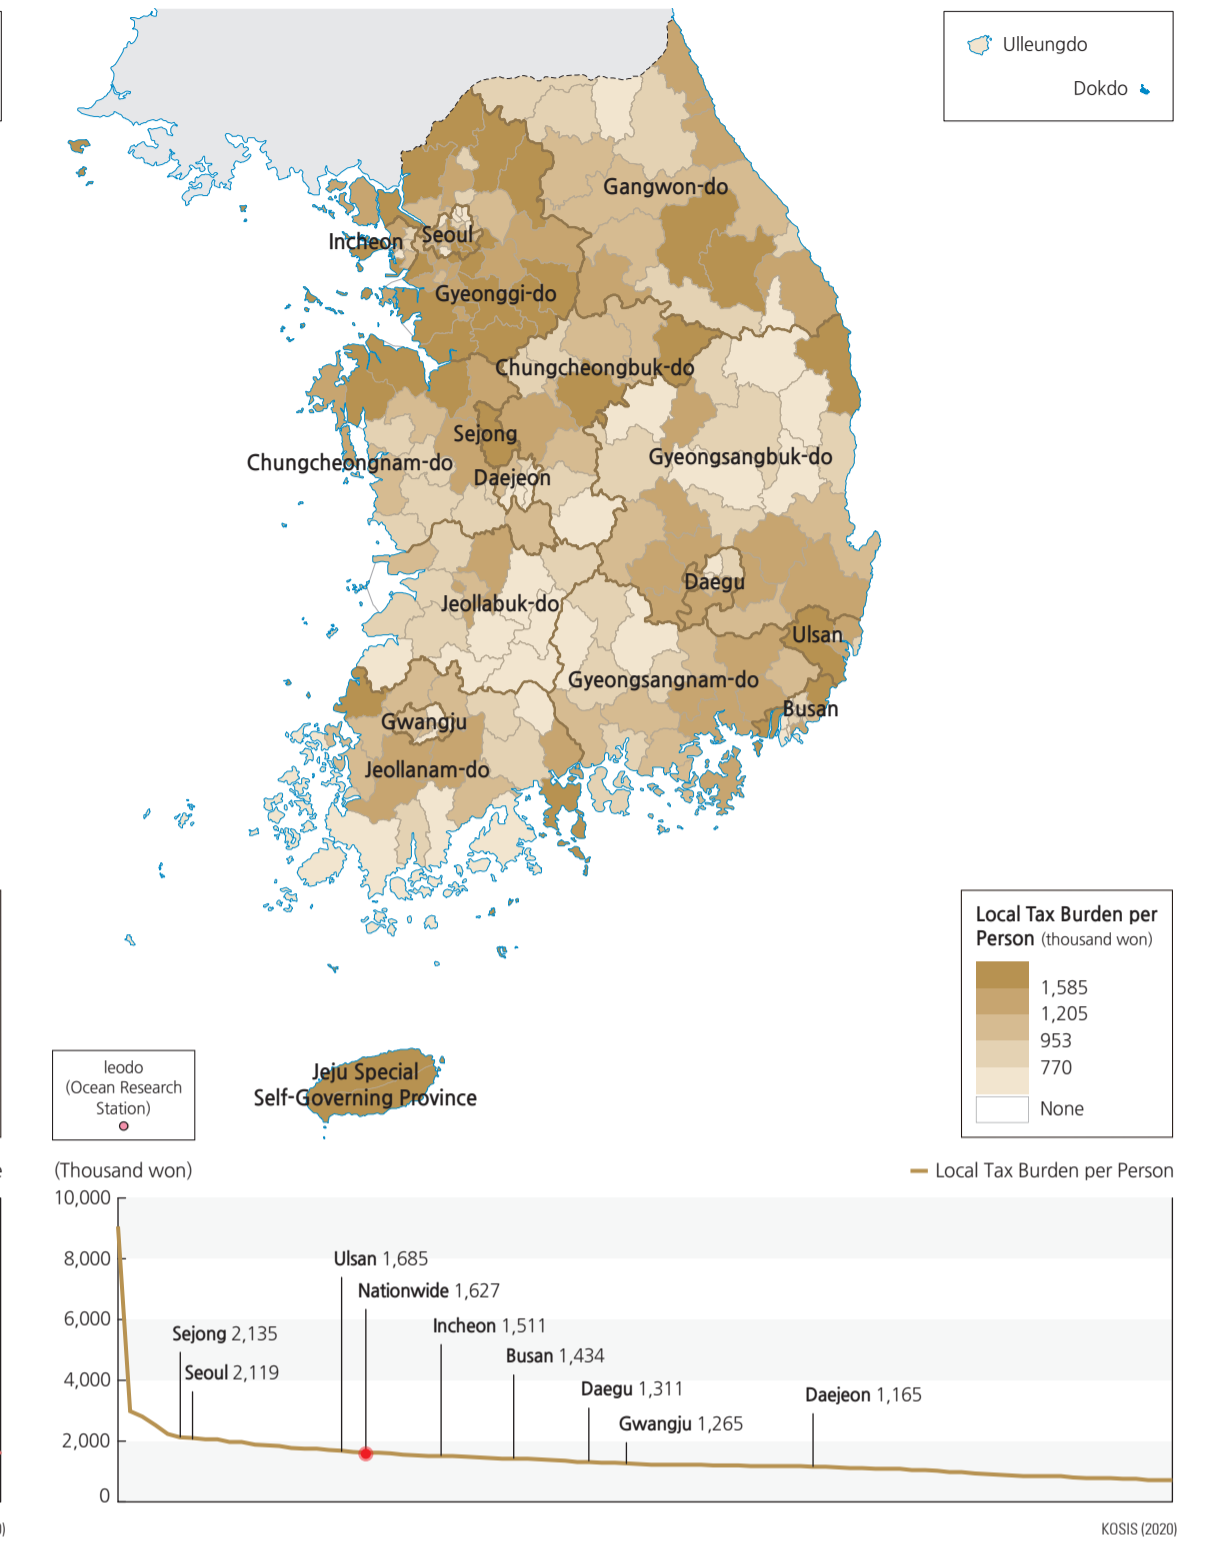 Ulleungdo
Dokdo
Gangwon-do
Incheon
Seoul
Gyeonggi-do
Chungcheongbuk-do
Sejong
Chungcheongnam-do
Gyeongsangbuk-do
Daejeon
Daegu
Jeollabuk-do
Ulsan
Gyeongsangnam-do
Busan
Gwangju
Jeollanam-do
Local Tax Burden per
Person (thousand won)
1,585
1,205
953
770
None
Ieodo
(Ocean Research
Station)
Jeju Special
Self-Governing Province
(Thousand won)
Local Tax Burden per Person
10,000
8,000
6,000
4,000
2,000
0
Ulsan 1,685
Nationwide 1,627
Incheon 1,511
Sejong 2,135
Busan 1,434
Seoul 2,119
Daegu 1,311
Daejeon 1,165
Gwangju 1,265
KOSIS (2020)